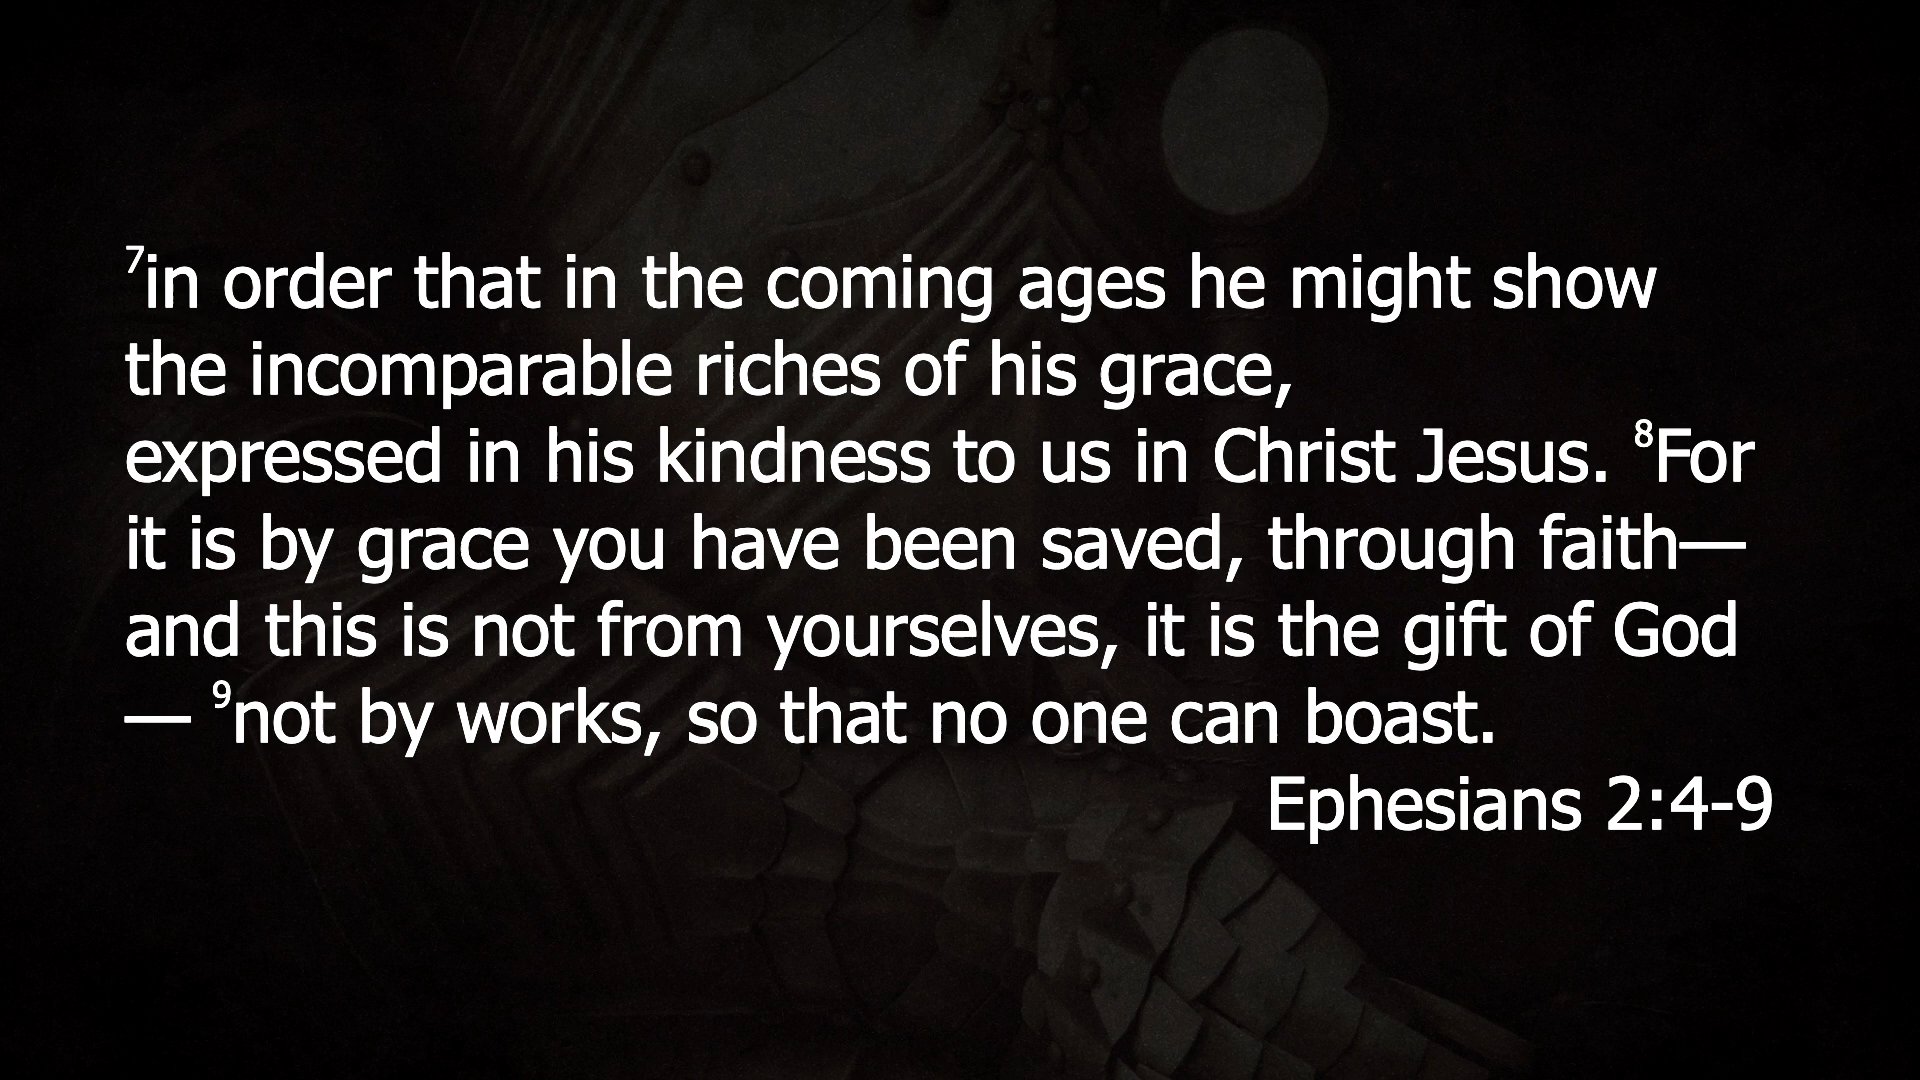 ⁷in order that in the coming ages he might show
the incomparable riches of his grace,
expressed in his kindness to us in Christ Jesus. ⁸For
it is by grace you have been saved, through faith—
and this is not from yourselves, it is the gift of God
— ⁹not by works, so that no one can boast.
Ephesians 2:4-9